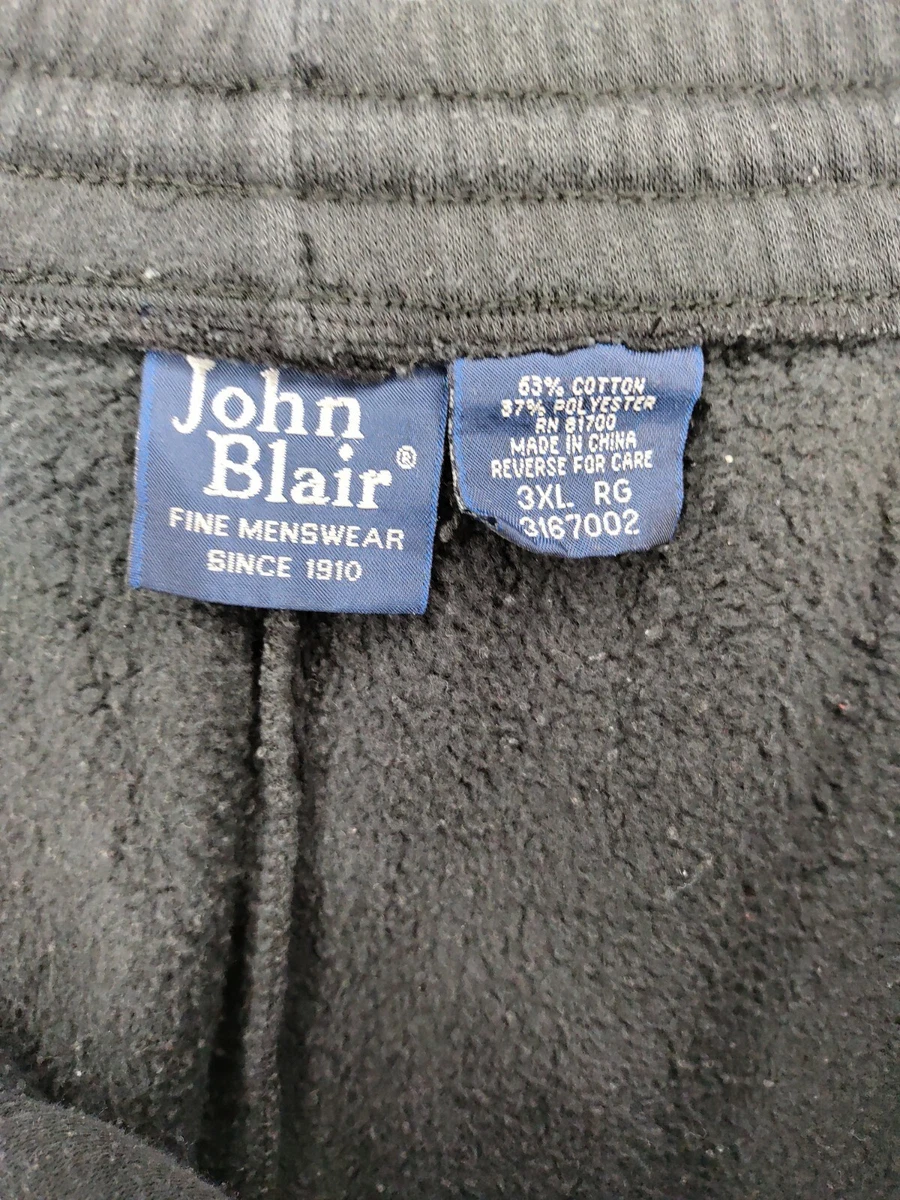 John
Blair®
FINE MENSWEAR
SINCE 1910
63% COTTON
37% POLYESTER
RN 81700
MADE IN CHINA
REVERSE FOR CARE
3XL RG
3167002